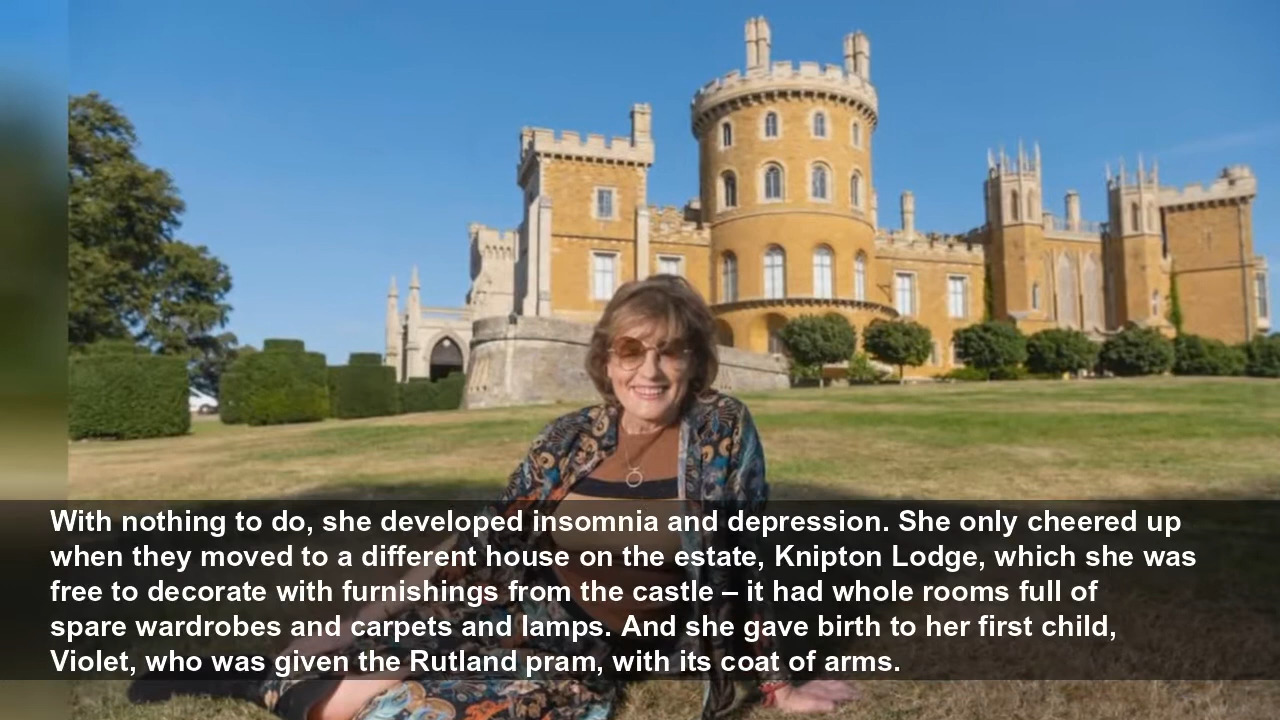 With nothing to do, she developed insomnia and depression. She only cheered up
when they moved to a different house on the estate, Knipton Lodge, which she was
free to decorate with furnishings from the castle – it had whole rooms full of
spare wardrobes and carpets and lamps. And she gave birth to her first child,
Violet, who was given the Rutland pram, with its coat of arms.